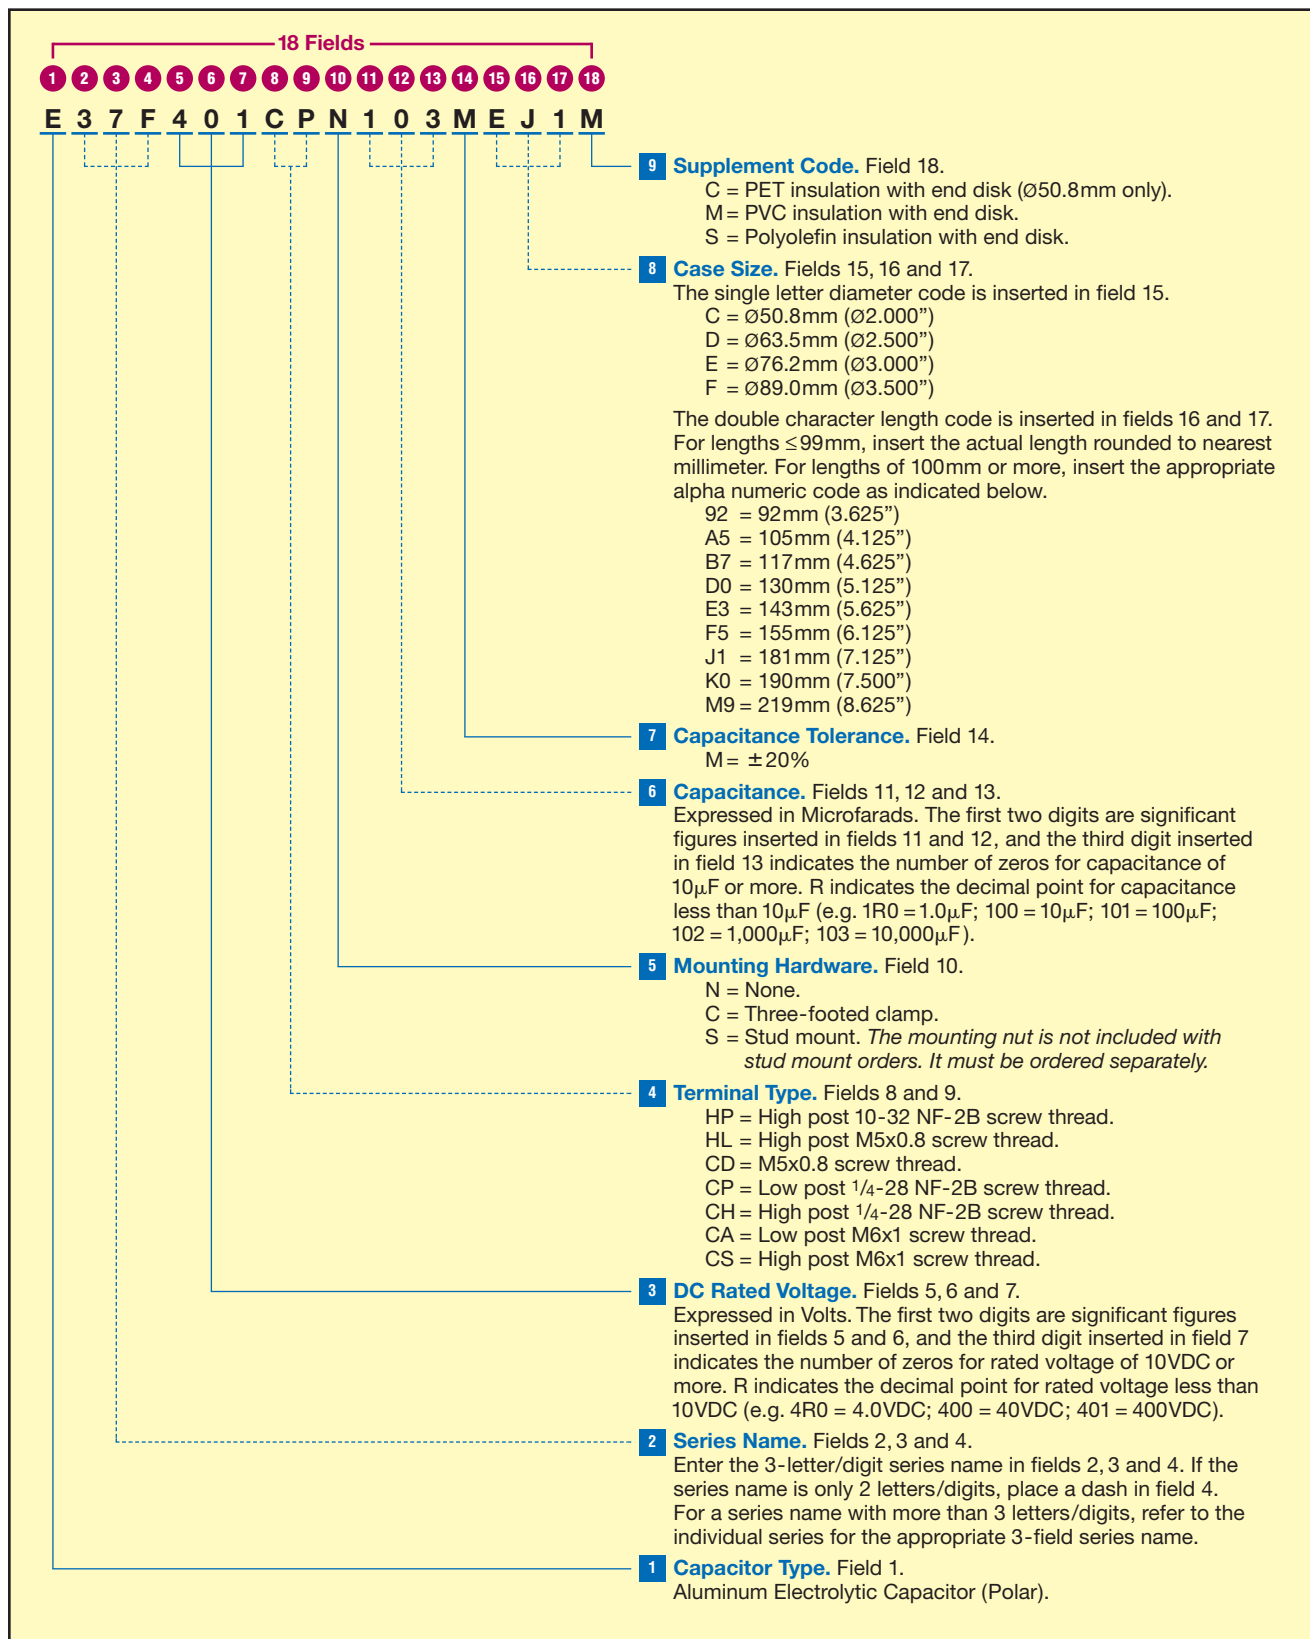 18 Fields
1 2 3 4 5 6 7 8 9 10 11 12 13 14 15 16 17 18
E 3 7 F 4 0 1 C P N 1 0 3 M E J 1 M
9 Supplement Code. Field 18.
C = PET insulation with end disk (Ø50.8mm only).
M = PVC insulation with end disk.
S = Polyolefin insulation with end disk.
8 Case Size. Fields 15, 16 and 17.
The single letter diameter code is inserted in field 15.
C = Ø50.8mm (Ø2.000”)
D = Ø63.5mm (Ø2.500”)
E = Ø76.2mm (Ø3.000”)
F = Ø89.0mm (Ø3.500”)
The double character length code is inserted in fields 16 and 17.
For lengths ≤99mm, insert the actual length rounded to nearest
millimeter. For lengths of 100mm or more, insert the appropriate
alpha numeric code as indicated below.
92 = 92mm (3.625”)
A5 = 105mm (4.125”)
B7 = 117mm (4.625”)
D0 = 130mm (5.125”)
E3 = 143mm (5.625”)
F5 = 155mm (6.125”)
J1 = 181mm (7.125”)
K0 = 190mm (7.500”)
M9 = 219mm (8.625”)
7 Capacitance Tolerance. Field 14.
M = ±20%
6 Capacitance. Fields 11, 12 and 13.
Expressed in Microfarads. The first two digits are significant
figures inserted in fields 11 and 12, and the third digit inserted
in field 13 indicates the number of zeros for capacitance of
10µF or more. R indicates the decimal point for capacitance
less than 10µF (e.g. 1R0 = 1.0µF; 100 = 10µF; 101 = 100µF;
102 = 1,000µF; 103 = 10,000µF).
5 Mounting Hardware. Field 10.
N = None.
C = Three-footed clamp.
S = Stud mount. The mounting nut is not included with
stud mount orders. It must be ordered separately.
4 Terminal Type. Fields 8 and 9.
HP = High post 10-32 NF-2B screw thread.
HL = High post M5x0.8 screw thread.
CD = M5x0.8 screw thread.
CP = Low post 1/4-28 NF-2B screw thread.
CH = High post 1/4-28 NF-2B screw thread.
CA = Low post M6x1 screw thread.
CS = High post M6x1 screw thread.
3 DC Rated Voltage. Fields 5, 6 and 7.
Expressed in Volts. The first two digits are significant figures
inserted in fields 5 and 6, and the third digit inserted in field 7
indicates the number of zeros for rated voltage of 10VDC or
more. R indicates the decimal point for rated voltage less than
10VDC (e.g. 4R0 = 4.0VDC; 400 = 40VDC; 401 = 400VDC).
2 Series Name. Fields 2, 3 and 4.
Enter the 3-letter/digit series name in fields 2, 3 and 4. If the
series name is only 2 letters/digits, place a dash in field 4.
For a series name with more than 3 letters/digits, refer to the
individual series for the appropriate 3-field series name.
1 Capacitor Type. Field 1.
Aluminum Electrolytic Capacitor (Polar).